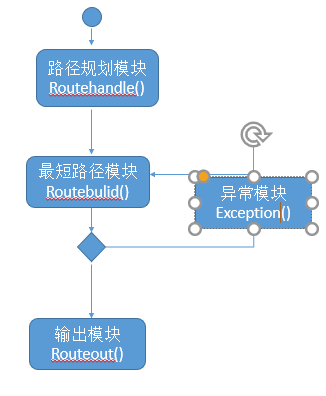 路径规划模块
Routehandle()
最短路径模块
Routebulid()
异常模块
Exception()
输出模块
Routeout()